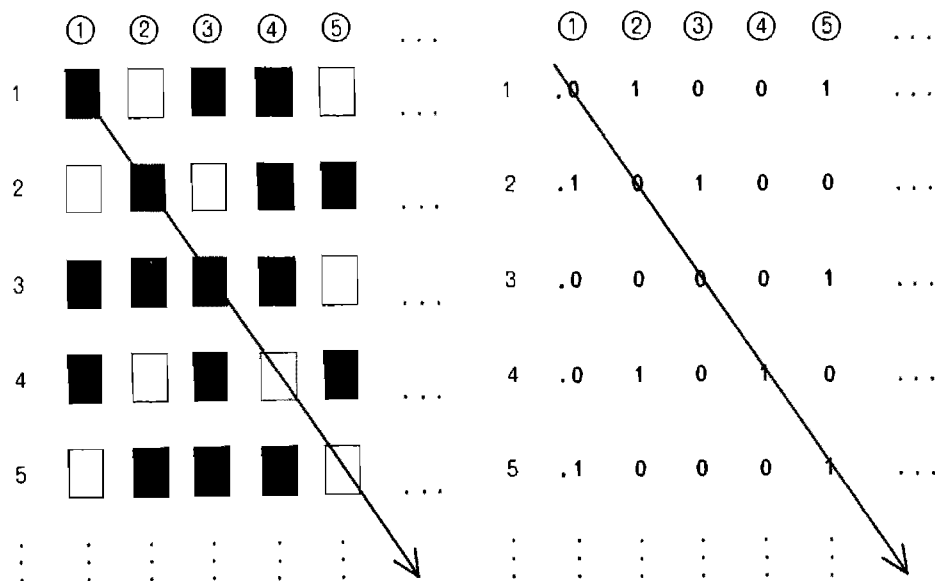 ① ② ③ ④ ⑤ ... ① ② ③ ④ ⑤ ...
1 ... 1 .0 1 0 0 1 ...
2 ... 2 .1 0 1 0 0 ...
3 ... 3 .0 0 0 0 1 ...
4 ... 4 .0 1 0 1 0 ...
5 ... 5 .1 0 0 0 1 ...